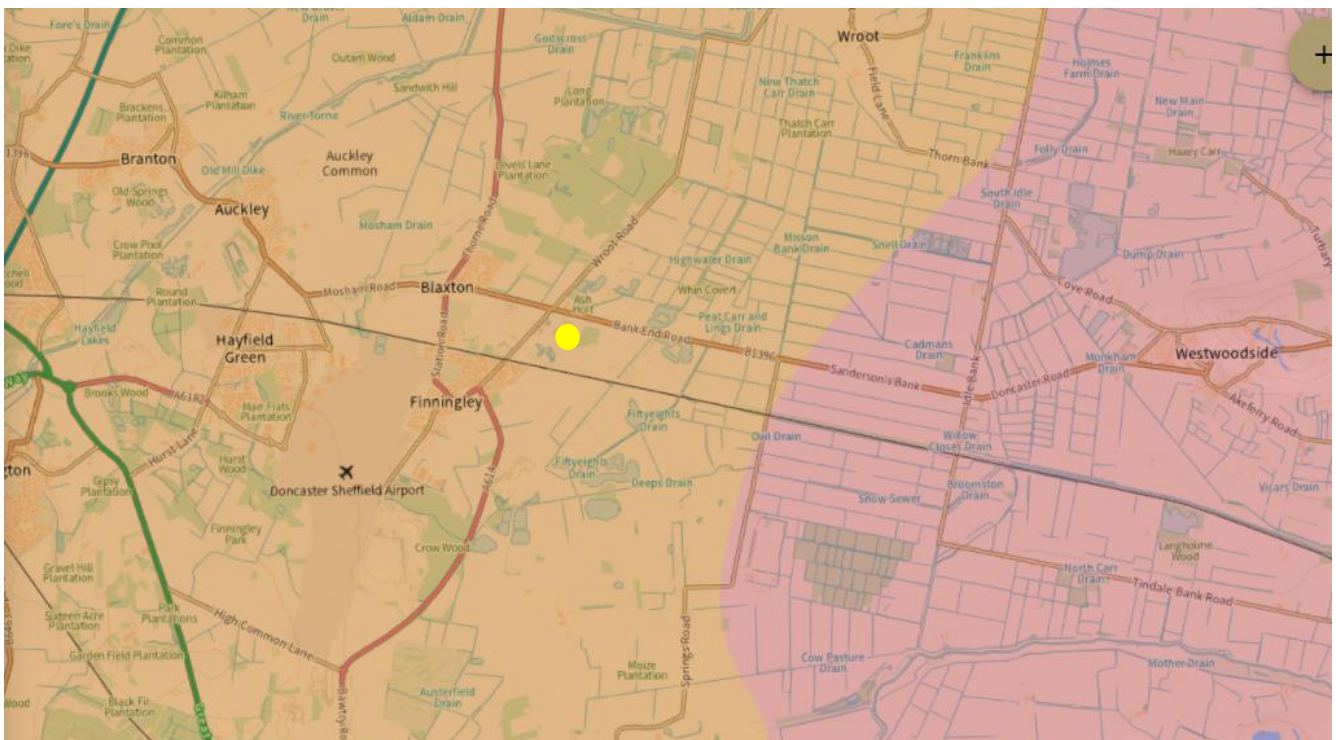 Fore's Drain
Aldam Drain
Godscross
Drain
Wroot
Franklins
Drain
+
Common
Plantation
Outam Wood
Sandwith Hill
Long
Plantation
New Thatch
Carr Drain
Field Lane
Holmes
Farm Drain
Brackens
Plantation
Kilham
Plantation
River Torne
Thatch Carr
Plantation
New Main
Drain
Branton
Auckley
Common
Levels Lane
Plantation
Thorn Bank
Folly Drain
Haxey Carr
Old Mill Dike
Old Springs
Wood
Auckley
Mosham Drain
Thorne Road
Wroot Road
Misson
Bank Drain
South Idle
Drain
Snell Drain
Turbary
Crow Pool
Plantation
Highwater Drain
Dump Drain
Round
Plantation
Mosham Road
Blaxton
Ash
Holt
Whin Covert
Cove Road
Hayfield
Lakes
Hayfield
Green
Station Road
Bank End Road
Peat Carr and
Lings Drain
B1396
Cadmans
Drain
Monkham
Drain
Westwoodside
Sanderson's Bank
Idle Bank
Doncaster Road
Brooks Wood
A6182
Marr Flats
Plantation
Finningley
Akeferry Road
Hurst Lane
Hurst
Wood
Fiftyeights
Drain
Owl Drain
Willow
Closes Drain
Gipsy
Plantation
Doncaster Sheffield Airport
A614
Fiftyeights
Drain
Deeps Drain
Snow Sewer
Broomston
Drain
Vicars Drain
Finningley
Park
Crow Wood
Langholme
Wood
Gravel Hill
Plantation
North Carr
Drain
Tindale Bank Road
Sixteen Acre
Plantation
Park
Plantations
High Common Lane
Garden Field Plantation
Moize
Plantation
Springs Road
Cow Pasture
Drain
Mother Drain
Black Fir
Plantation
Bawtry Road
Austerfield
Drain